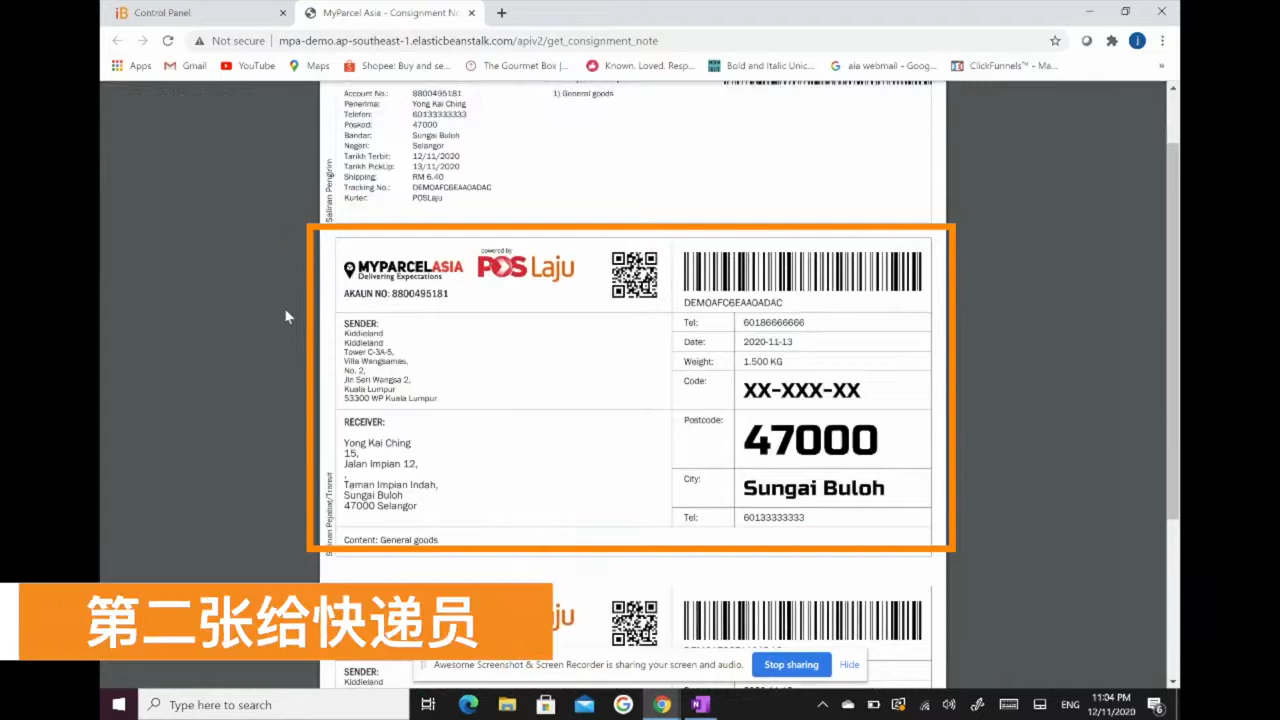 Control Panel
MyParcel Asia - Consignment No
Not secure
mpa-demo.ap-southeast-1.elasticbeanstalk.com/apiv2/get_consignment_note
Apps
Gmail
YouTube
Maps
Shopee: Buy and se...
The Gourmet Box |...
Known. Loved. Resp...
Bold and Italic Unic...
aia webmail - Goog...
ClickFunnels™ - Ma...
»
Account No.: 8800495181
1) General goods
Penerima: Yong Kai Ching
Telefon: 60133333333
Poskod: 47000
Bandar: Sungai Buloh
Negeri: Selangor
Tarikh Terbit: 12/11/2020
Tarikh PickUp: 13/11/2020
Shipping: RM 6.40
Tracking No.: DEMOAFC6EAA0ADAC
Kurier: POSLaju
Salinan Pengirim
MYPARCELASIA
Delivering Expectations
powered by
POS Laju
AKAUN NO: 8800495181
DEMOAFC6EAA0ADAC
SENDER:
Kiddieland
Kiddieland
Tower C-3A-5,
Villa Wangsamas,
No. 2,
Jln Seri Wangsa 2,
Kuala Lumpur
53300 WP Kuala Lumpur
Tel: 60186666666
Date: 2020-11-13
Weight: 1.500 KG
Code: XX-XXX-XX
RECEIVER:
Yong Kai Ching
15,
Jalan Impian 12,
,
Taman Impian Indah,
Sungai Buloh
47000 Selangor
Postcode: 47000
City: Sungai Buloh
Tel: 60133333333
Salinan Pejabat/Transit
Content: General goods
第二张给快递员
Laju
Awesome Screenshot & Screen Recorder is sharing your screen and audio.
Stop sharing
Hide
SENDER:
Kiddieland
Type here to search
ENG
11:04 PM
12/11/2020
6